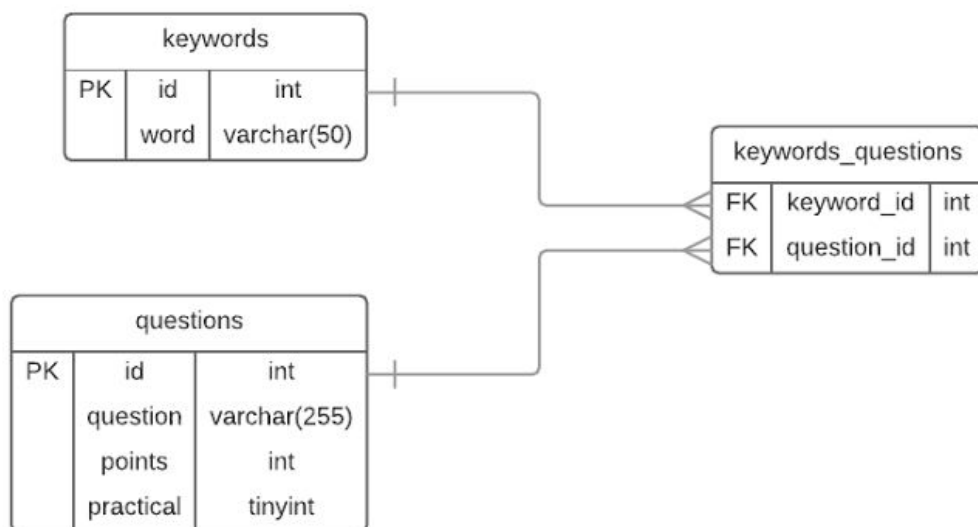 keywords
PK id int
word varchar(50)
keywords_questions
FK keyword_id int
FK question_id int
questions
PK id int
question varchar(255)
points int
practical tinyint